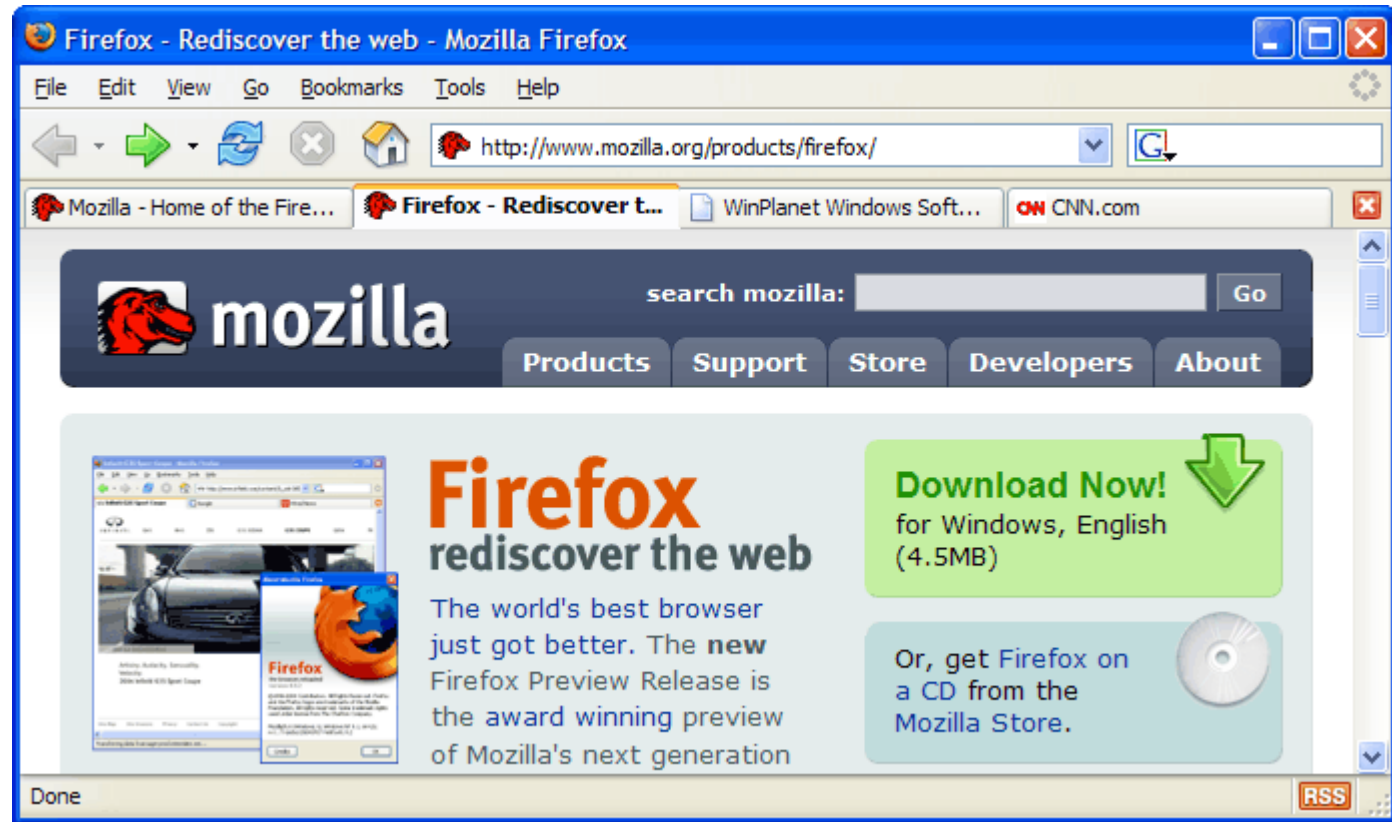 Firefox - Rediscover the web - Mozilla Firefox
File Edit View Go Bookmarks Tools Help
http://www.mozilla.org/products/firefox/ G
Mozilla - Home of the Fire... Firefox - Rediscover t... WinPlanet Windows Soft... CNN CNN.com
mozilla
search mozilla: Go
Products Support Store Developers About
Firefox
rediscover the web
The world's best browser
just got better. The new
Firefox Preview Release is
the award winning preview
of Mozilla's next generation
Download Now!
for Windows, English
(4.5MB)
Or, get Firefox on
a CD from the
Mozilla Store.
Firefox
Done RSS